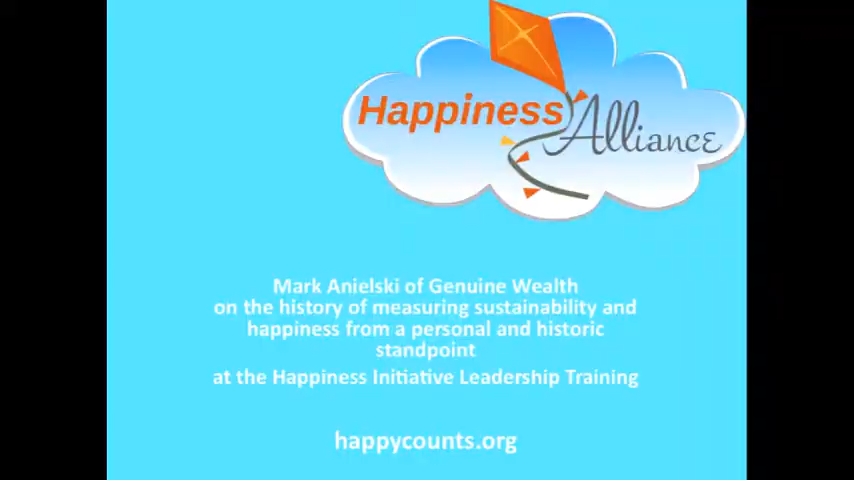 Happiness
Alliance
Mark Anielski of Genuine Wealth
on the history of measuring sustainability and
happiness from a personal and historic
standpoint
at the Happiness Initiative Leadership Training
happycounts.org